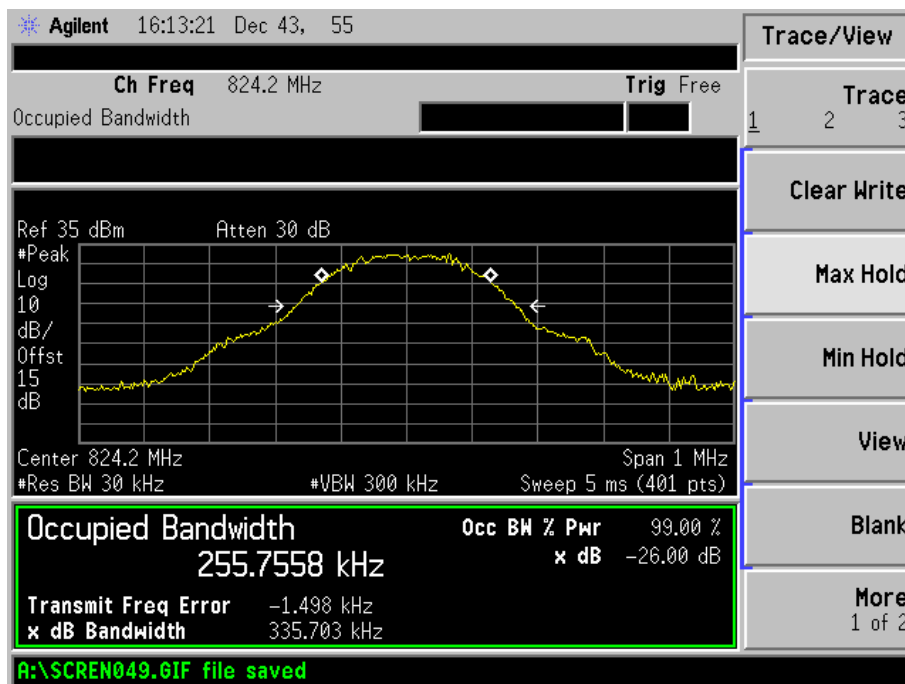 Agilent 16:13:21 Dec 43, 55
Trace/View
Ch Freq 824.2 MHz Trig Free
Occupied Bandwidth
Trace
1 2 3
Clear Write
Max Hold
Min Hold
View
Blank
More
1 of 2
Ref 35 dBm Atten 30 dB
#Peak
Log
10
dB/
Offst
15
dB
Center 824.2 MHz Span 1 MHz
#Res BW 30 kHz #VBW 300 kHz Sweep 5 ms (401 pts)
Occupied Bandwidth
255.7558 kHz
Occ BW % Pwr 99.00 %
x dB -26.00 dB
Transmit Freq Error -1.498 kHz
x dB Bandwidth 335.703 kHz
A:\SCREN049.GIF file saved